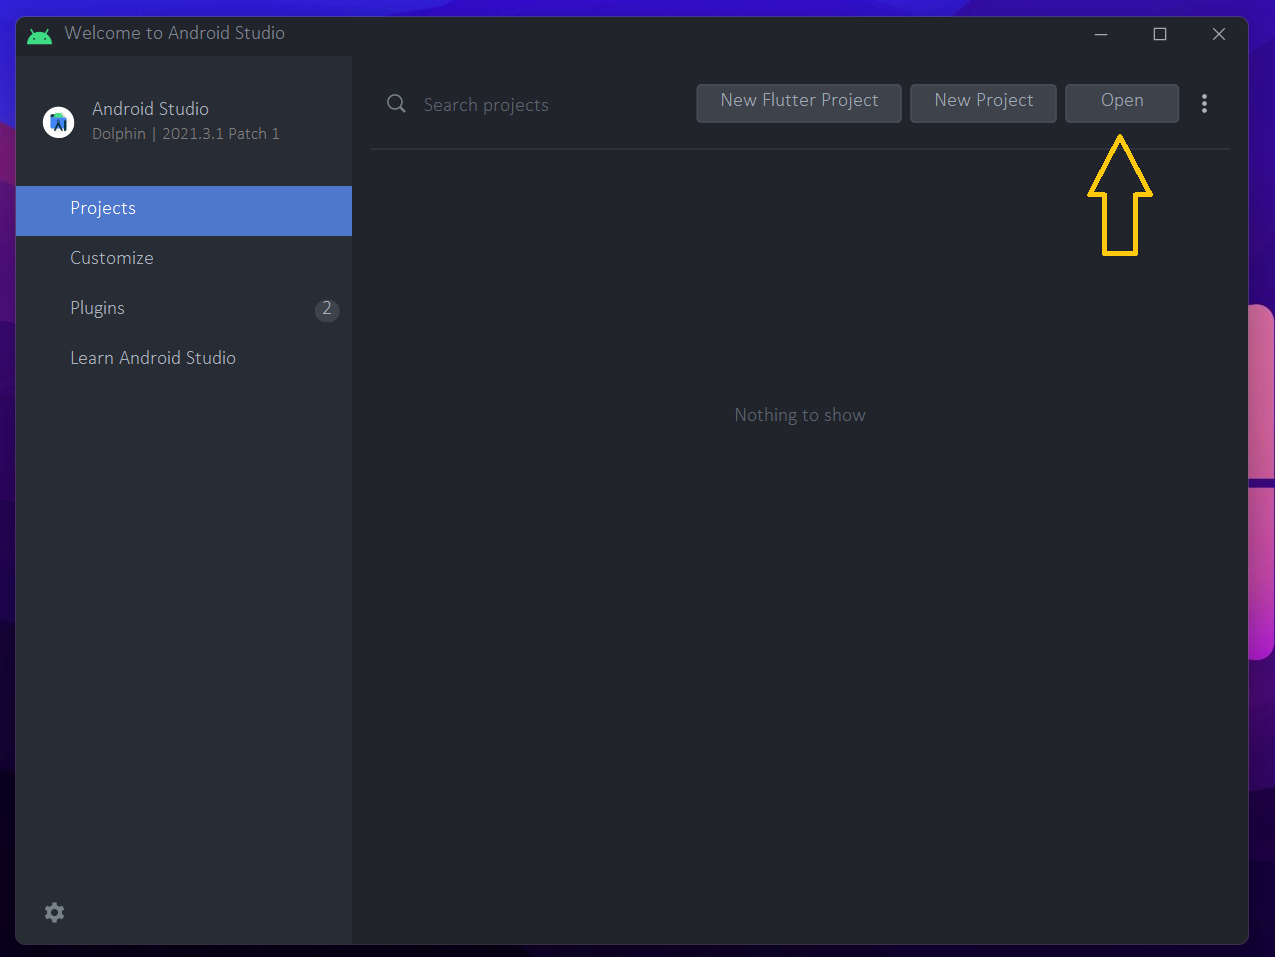 Welcome to Android Studio
Android Studio
Dolphin | 2021.3.1 Patch 1
Projects
Customize
Plugins 2
Learn Android Studio
Search projects
New Flutter Project
New Project
Open
Nothing to show